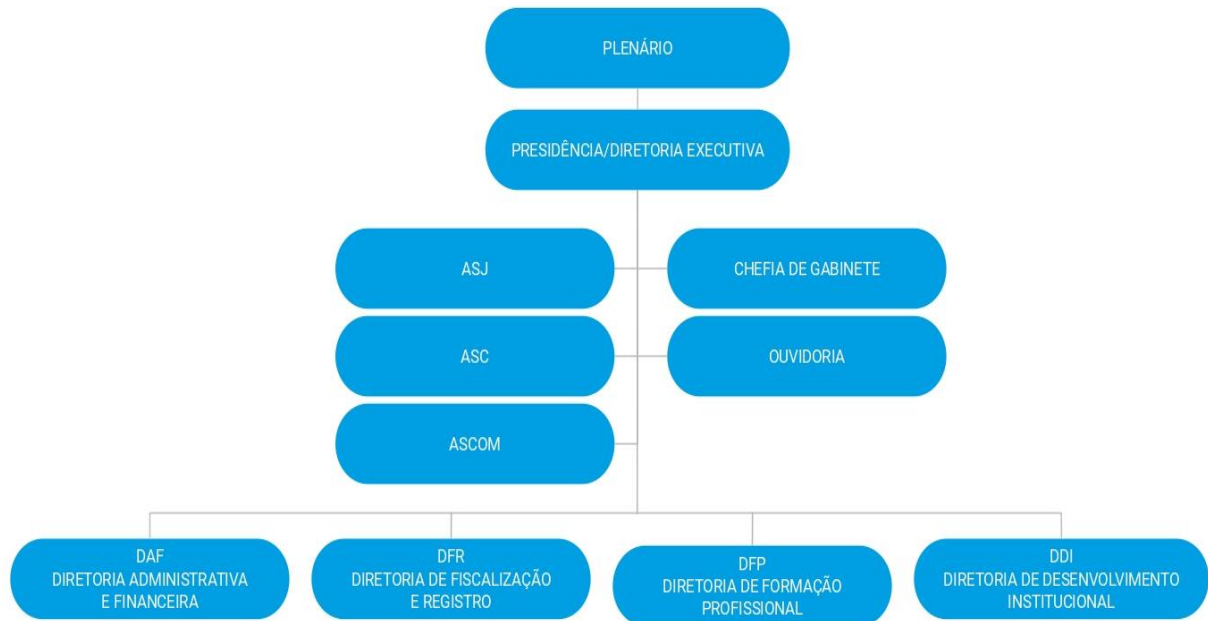 PLENÁRIO
PRESIDÊNCIA/DIRETORIA EXECUTIVA
ASJ
CHEFIA DE GABINETE
ASC
OUVIDORIA
ASCOM
DAF
DIRETORIA ADMINISTRATIVA
E FINANCEIRA
DFR
DIRETORIA DE FISCALIZAÇÃO
E REGISTRO
DFP
DIRETORIA DE FORMAÇÃO
PROFISSIONAL
DDI
DIRETORIA DE DESENVOLVIMENTO
INSTITUCIONAL